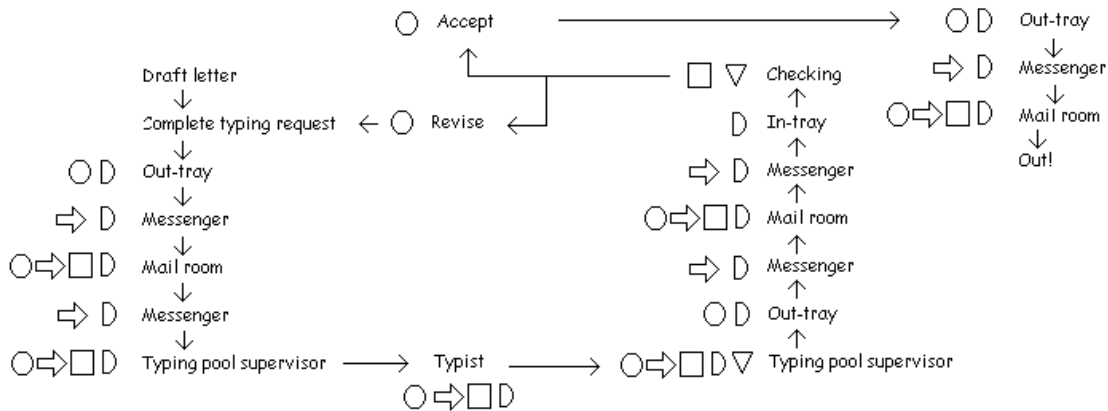 Accept
Out-tray
Draft letter
Checking
Messenger
Complete typing request
Revise
In-tray
Mail room
Out-tray
Messenger
Out!
Messenger
Mail room
Mail room
Messenger
Messenger
Out-tray
Typing pool supervisor
Typist
Typing pool supervisor